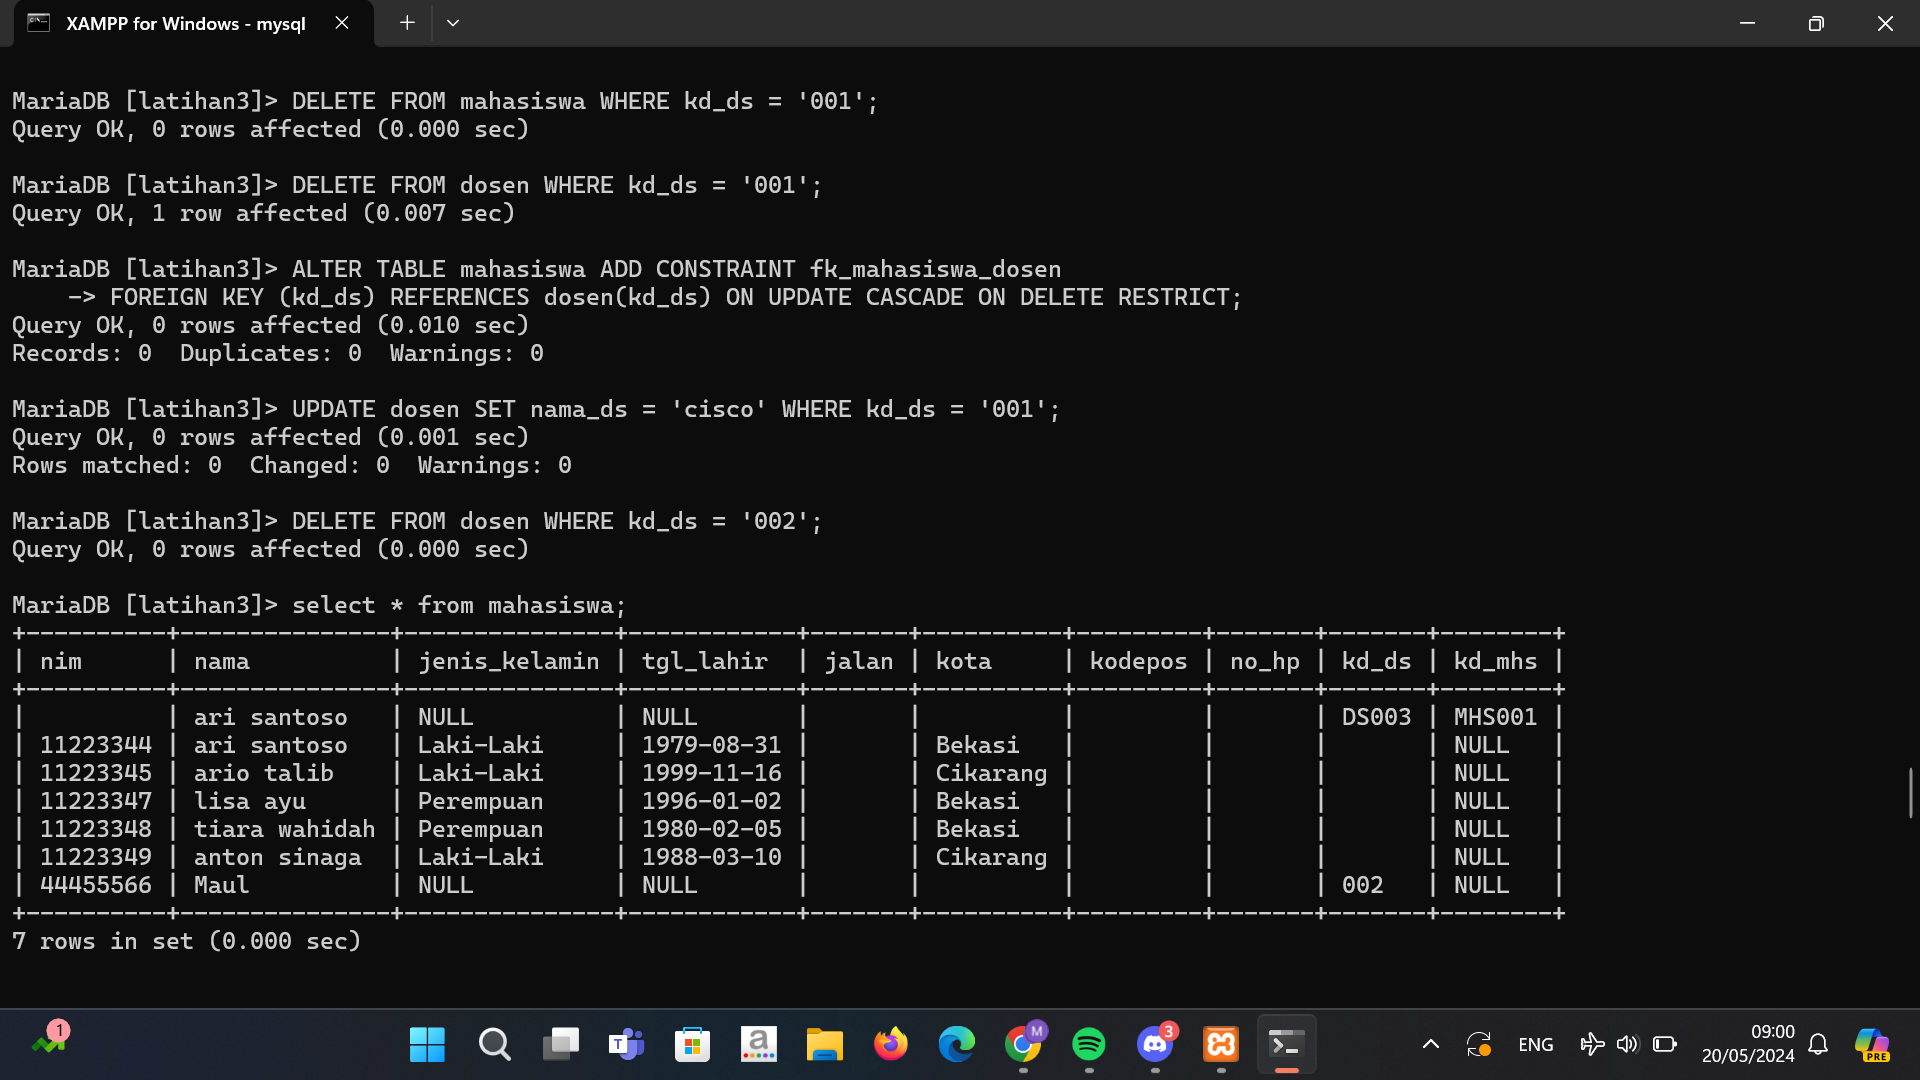 XAMPP for Windows - mysql
MariaDB [latihan3]> DELETE FROM mahasiswa WHERE kd_ds = '001';
Query OK, 0 rows affected (0.000 sec)
MariaDB [latihan3]> DELETE FROM dosen WHERE kd_ds = '001';
Query OK, 1 row affected (0.007 sec)
MariaDB [latihan3]> ALTER TABLE mahasiswa ADD CONSTRAINT fk_mahasiswa_dosen
    -> FOREIGN KEY (kd_ds) REFERENCES dosen(kd_ds) ON UPDATE CASCADE ON DELETE RESTRICT;
Query OK, 0 rows affected (0.010 sec)
Records: 0  Duplicates: 0  Warnings: 0
MariaDB [latihan3]> UPDATE dosen SET nama_ds = 'cisco' WHERE kd_ds = '001';
Query OK, 0 rows affected (0.001 sec)
Rows matched: 0  Changed: 0  Warnings: 0
MariaDB [latihan3]> DELETE FROM dosen WHERE kd_ds = '002';
Query OK, 0 rows affected (0.000 sec)
MariaDB [latihan3]> select * from mahasiswa;
+----------+---------------+---------------+------------+-------+----------+---------+-------+-------+--------+
| nim      | nama          | jenis_kelamin | tgl_lahir  | jalan | kota     | kodepos | no_hp | kd_ds | kd_mhs |
+----------+---------------+---------------+------------+-------+----------+---------+-------+-------+--------+
|          | ari santoso   | NULL          | NULL       |       |          |         |       | DS003 | MHS001 |
| 11223344 | ari santoso   | Laki-Laki     | 1979-08-31 |       | Bekasi   |         |       |       | NULL   |
| 11223345 | ario talib    | Laki-Laki     | 1999-11-16 |       | Cikarang |         |       |       | NULL   |
| 11223347 | lisa ayu      | Perempuan     | 1996-01-02 |       | Bekasi   |         |       |       | NULL   |
| 11223348 | tiara wahidah | Perempuan     | 1980-02-05 |       | Bekasi   |         |       |       | NULL   |
| 11223349 | anton sinaga  | Laki-Laki     | 1988-03-10 |       | Cikarang |         |       |       | NULL   |
| 44455566 | Maul          | NULL          | NULL       |       |          |         |       | 002   | NULL   |
+----------+---------------+---------------+------------+-------+----------+---------+-------+-------+--------+
7 rows in set (0.000 sec)
1
T
a
M
3
ENG
09:00
20/05/2024
PRE